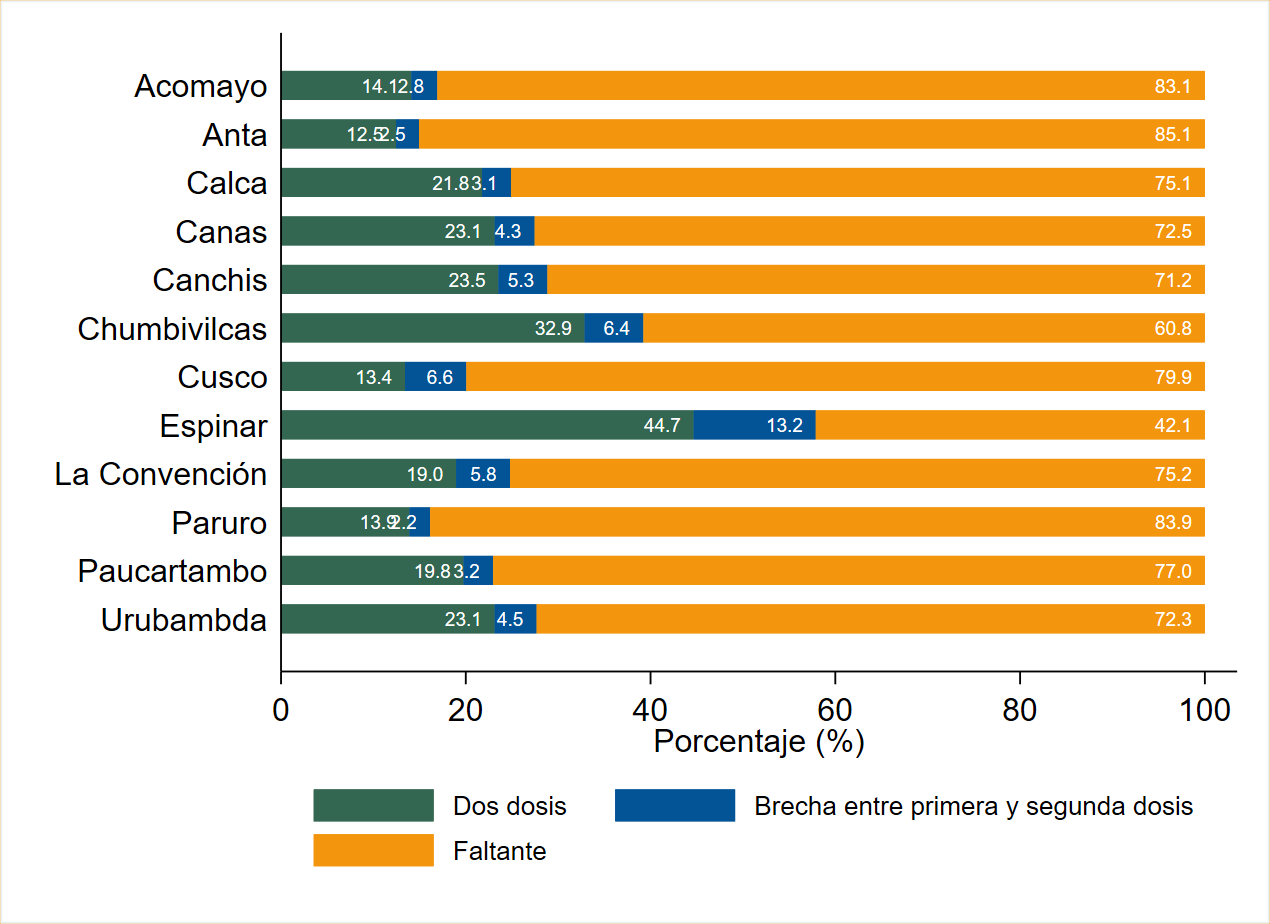 Acomayo 14.1 2.8 83.1
Anta 12.5 2.5 85.1
Calca 21.8 3.1 75.1
Canas 23.1 4.3 72.5
Canchis 23.5 5.3 71.2
Chumbivilcas 32.9 6.4 60.8
Cusco 13.4 6.6 79.9
Espinar 44.7 13.2 42.1
La Convención 19.0 5.8 75.2
Paruro 13.9 2.2 83.9
Paucartambo 19.8 3.2 77.0
Urubambda 23.1 4.5 72.3
0 20 40 60 80 100
Porcentaje (%)
Dos dosis Brecha entre primera y segunda dosis
Faltante